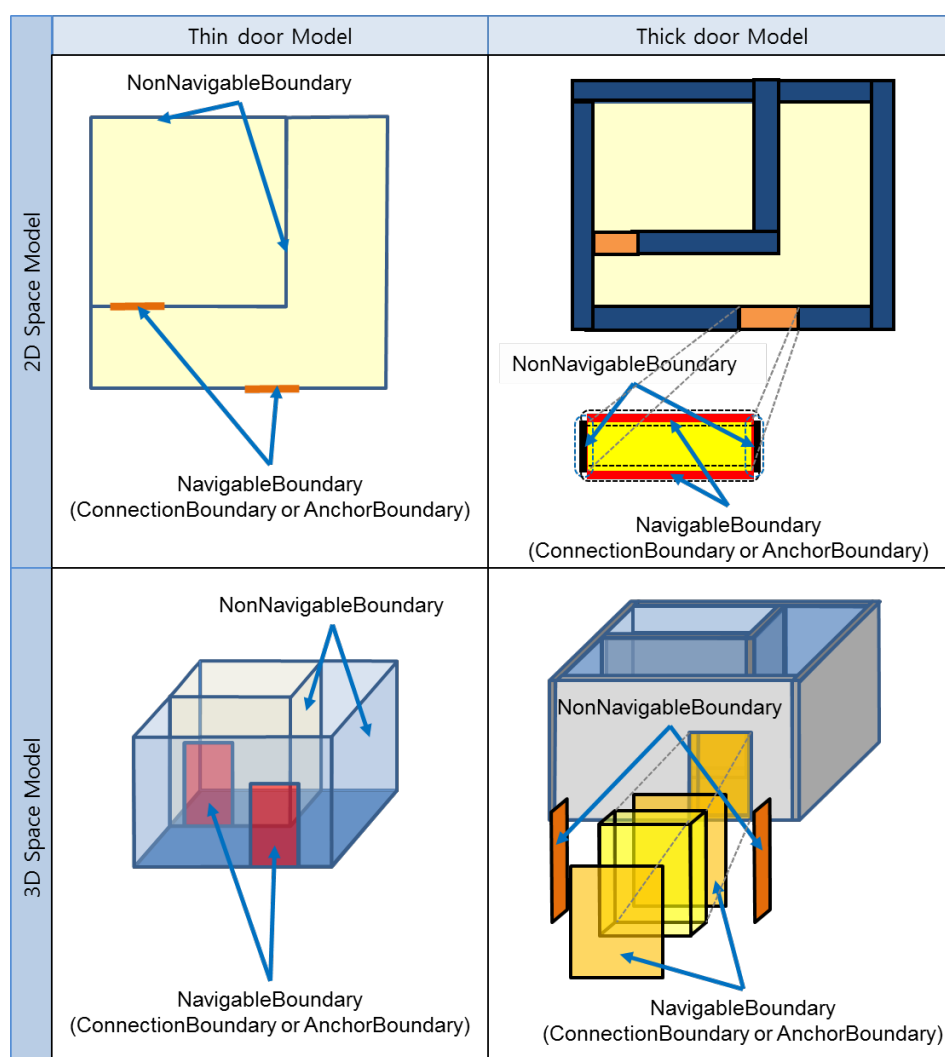 Thin door Model
Thick door Model
2D Space Model
NonNavigableBoundary
NavigableBoundary
(ConnectionBoundary or AnchorBoundary)
NonNavigableBoundary
NavigableBoundary
(ConnectionBoundary or AnchorBoundary)
3D Space Model
NonNavigableBoundary
NavigableBoundary
(ConnectionBoundary or AnchorBoundary)
NonNavigableBoundary
NavigableBoundary
(ConnectionBoundary or AnchorBoundary)